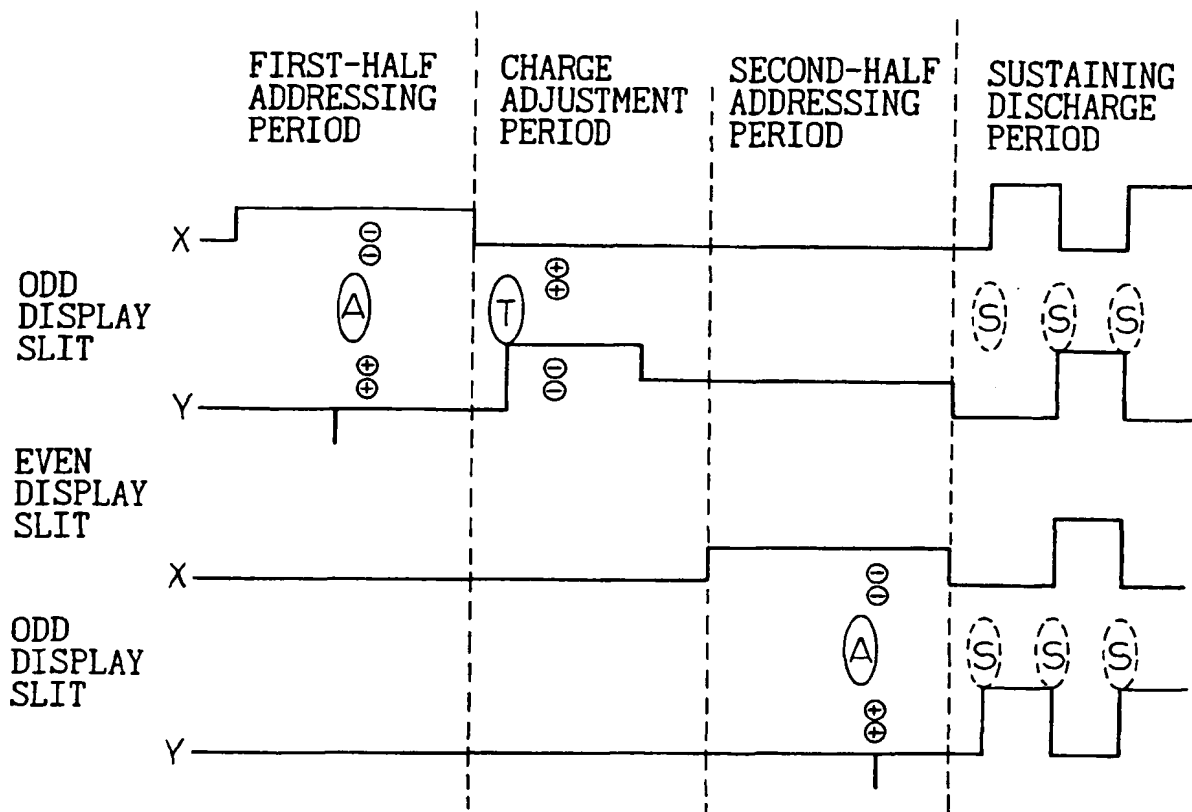 FIRST-HALF
ADDRESSING
PERIOD
CHARGE
ADJUSTMENT
PERIOD
SECOND-HALF
ADDRESSING
PERIOD
SUSTAINING
DISCHARGE
PERIOD
X
ODD
DISPLAY
SLIT
A
T
S
S
S
Y
EVEN
DISPLAY
SLIT
X
ODD
DISPLAY
SLIT
A
S
S
S
Y